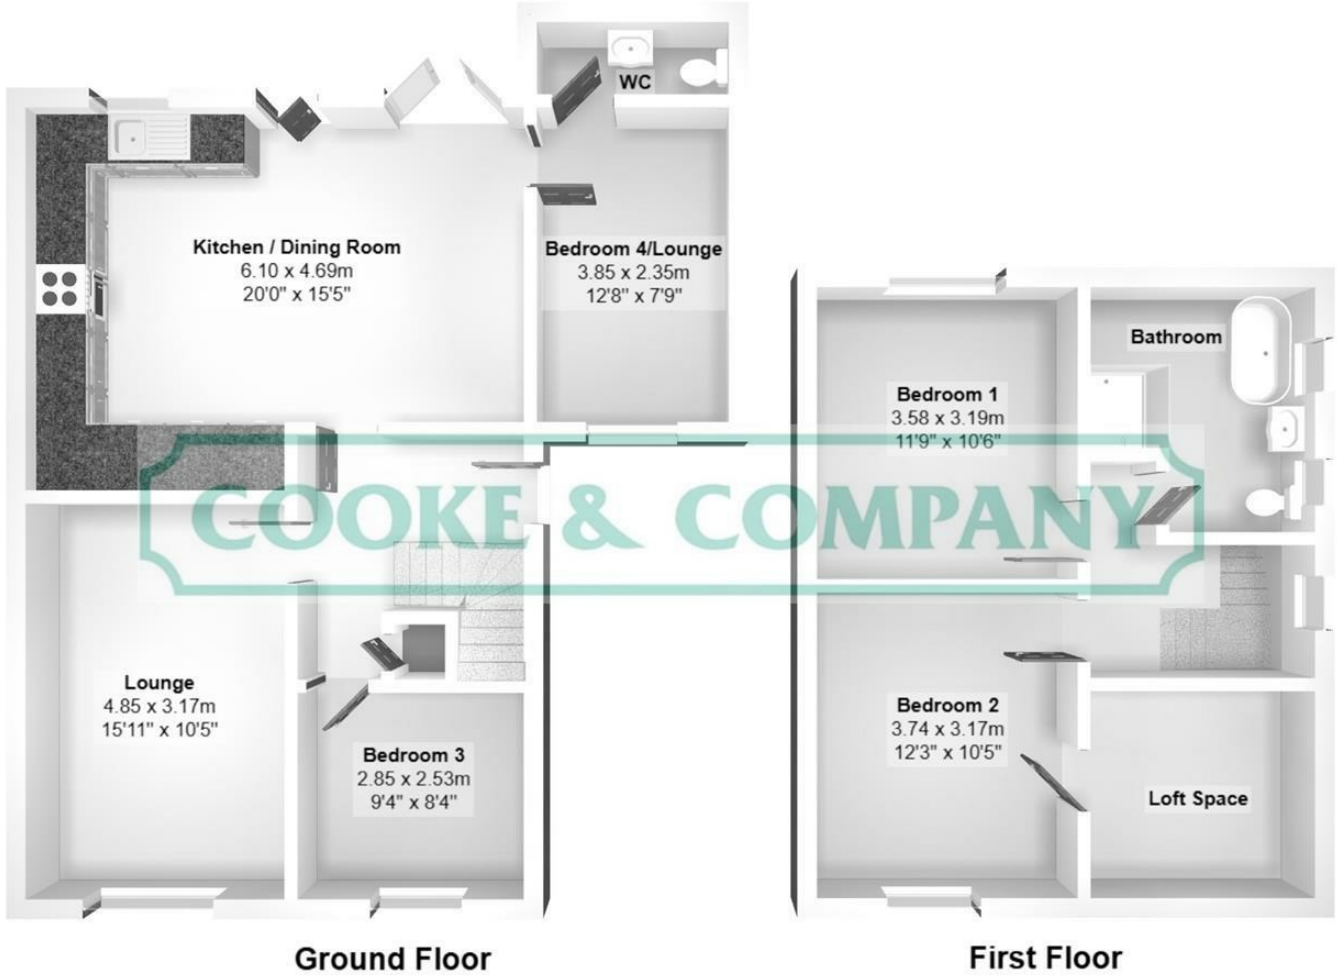 WC
Kitchen / Dining Room
6.10 x 4.69m
20'0" x 15'5"
Bedroom 4/Lounge
3.85 x 2.35m
12'8" x 7'9"
Lounge
4.85 x 3.17m
15'11" x 10'5"
Bedroom 3
2.85 x 2.53m
9'4" x 8'4"
Ground Floor
Bathroom
Bedroom 1
3.58 x 3.19m
11'9" x 10'6"
Bedroom 2
3.74 x 3.17m
12'3" x 10'5"
Loft Space
First Floor
COOKE & COMPANY